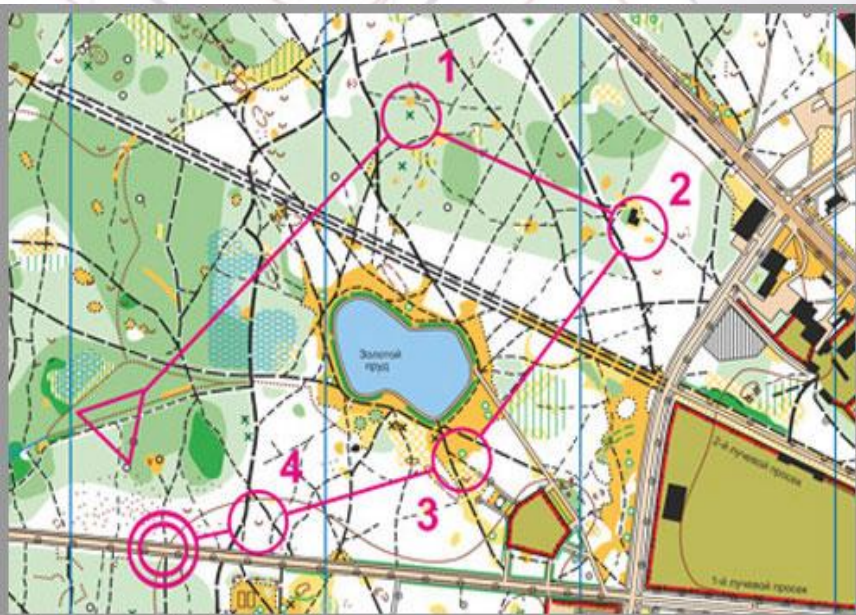 1
2
Золотой
пруд
4
3
2-й лучевой просек
1-й лучевой просек